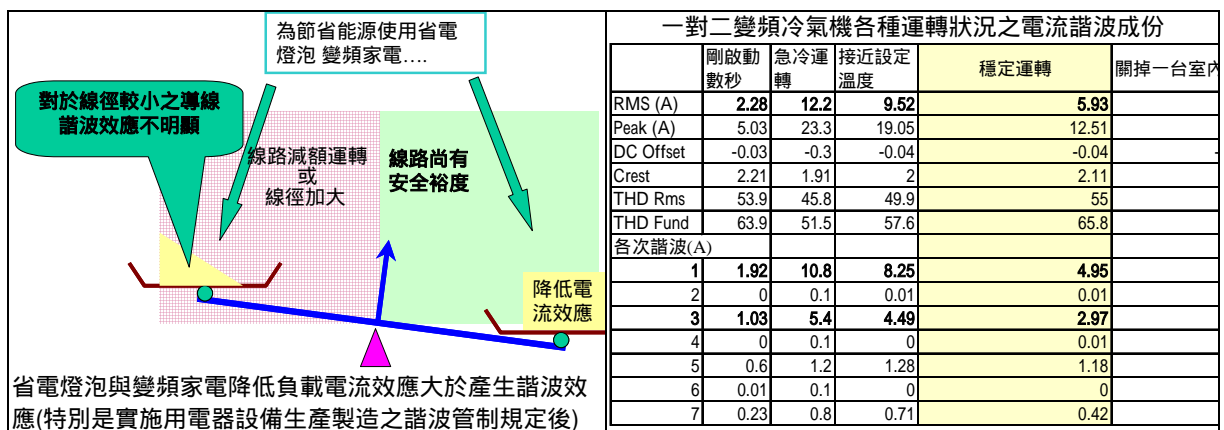 為節省能源使用省電
燈泡 變頻家電....
對於線徑較小之導線
諧波效應不明顯
線路減額運轉
或
線徑加大
線路尚有
安全裕度
降低電
流效應
省電燈泡與變頻家電降低負載電流效應大於產生諧波效
應(特別是實施用電器設備生產製造之諧波管制規定後)
一對二變頻冷氣機各種運轉狀況之電流諧波成份
剛啟動數秒 急冷運轉 接近設定溫度 穩定運轉 關掉一台室內
RMS (A) 2.28 12.2 9.52 5.93
Peak (A) 5.03 23.3 19.05 12.51
DC Offset -0.03 -0.3 -0.04 -0.04 -
Crest 2.21 1.91 2 2.11
THD Rms 53.9 45.8 49.9 55
THD Fund 63.9 51.5 57.6 65.8
各次諧波(A)
1 1.92 10.8 8.25 4.95
2 0 0.1 0.01 0.01
3 1.03 5.4 4.49 2.97
4 0 0.1 0 0.01
5 0.6 1.2 1.28 1.18
6 0.01 0.1 0 0
7 0.23 0.8 0.71 0.42